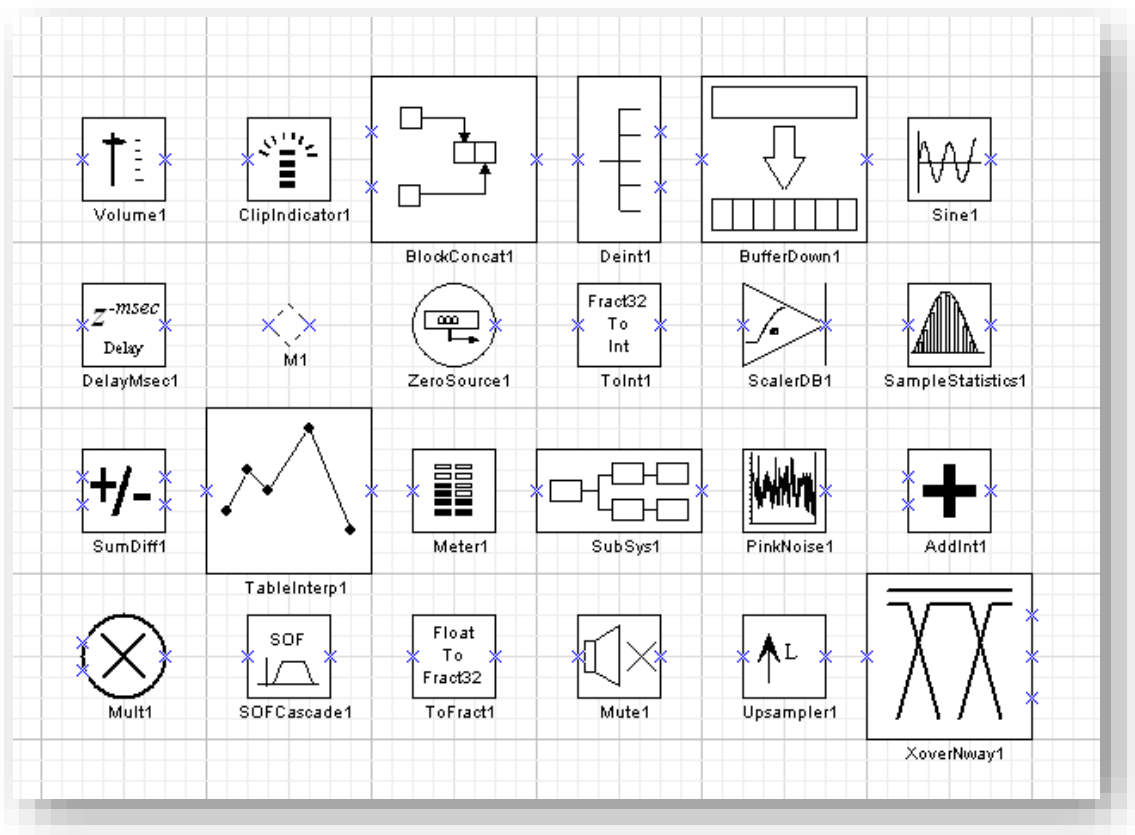 Volume1
ClipIndicator1
BlockConcat1
Deint1
BufferDown1
Sine1
z^-msec
Delay
DelayMsec1
M1
ZeroSource1
Fract32
To
Int
ToInt1
ScalerDB1
SampleStatistics1
+/-
SumDiff1
TableInterp1
Meter1
SubSys1
PinkNoise1
AddInt1
Mult1
SOF
SOFCascade1
Float
To
Fract32
ToFract1
Mute1
L
Upsampler1
XoverNway1